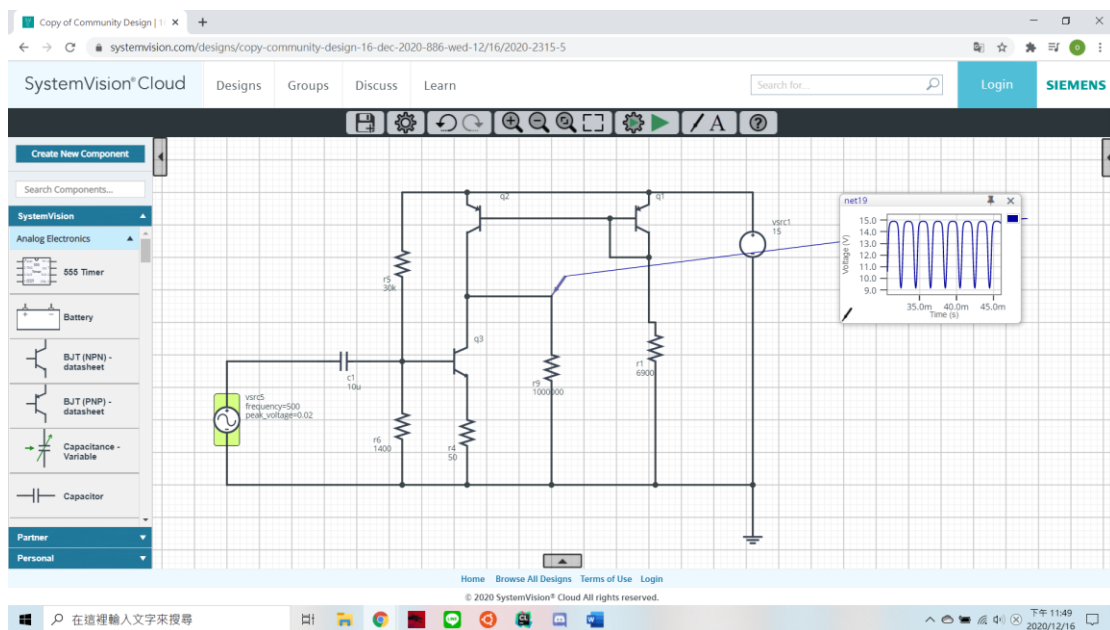 Copy of Community Design | 1
systemvision.com/designs/copy-community-design-16-dec-2020-886-wed-12/16/2020-2315-5
SystemVision® Cloud
Designs
Groups
Discuss
Learn
Search for...
Login
SIEMENS
A
Create New Component
Search Components...
SystemVision
Analog Electronics
555 Timer
Battery
BJT (NPN) -
datasheet
BJT (PNP) -
datasheet
Capacitance -
Variable
Capacitor
Partner
Personal
q2
q1
vsrc1
15
r5
30k
q3
c1
10u
vsrc5
frequency=500
peak_voltage=0.02
r6
1400
r4
50
r9
1000000
r1
6900
net19
Voltage (V)
15.0
14.0
13.0
12.0
11.0
10.0
9.0
35.0m 40.0m 45.0m
Time (s)
Home Browse All Designs Terms of Use Login
© 2020 SystemVision® Cloud All rights reserved.
在這裡輸入文字來搜尋
下午 11:49
2020/12/16